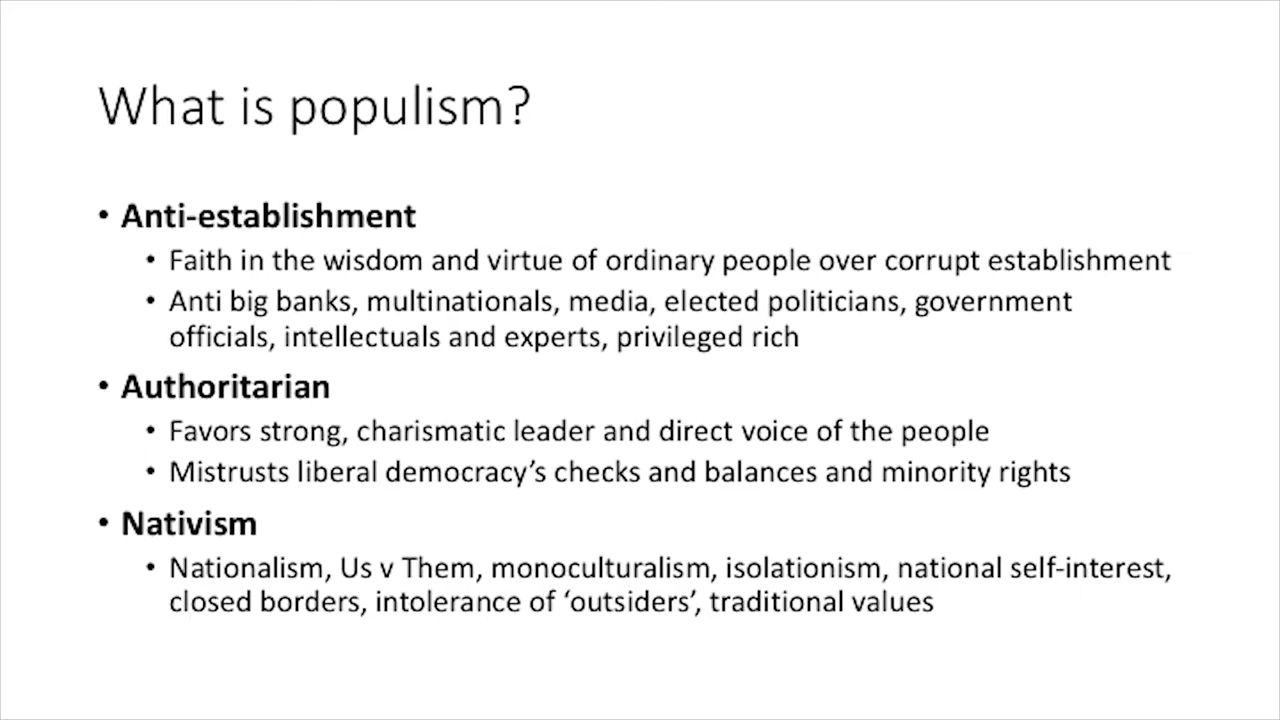 What is populism?
• Anti-establishment
• Faith in the wisdom and virtue of ordinary people over corrupt establishment
• Anti big banks, multinationals, media, elected politicians, government
officials, intellectuals and experts, privileged rich
• Authoritarian
• Favors strong, charismatic leader and direct voice of the people
• Mistrusts liberal democracy’s checks and balances and minority rights
• Nativism
• Nationalism, Us v Them, monoculturalism, isolationism, national self-interest,
closed borders, intolerance of ‘outsiders’, traditional values